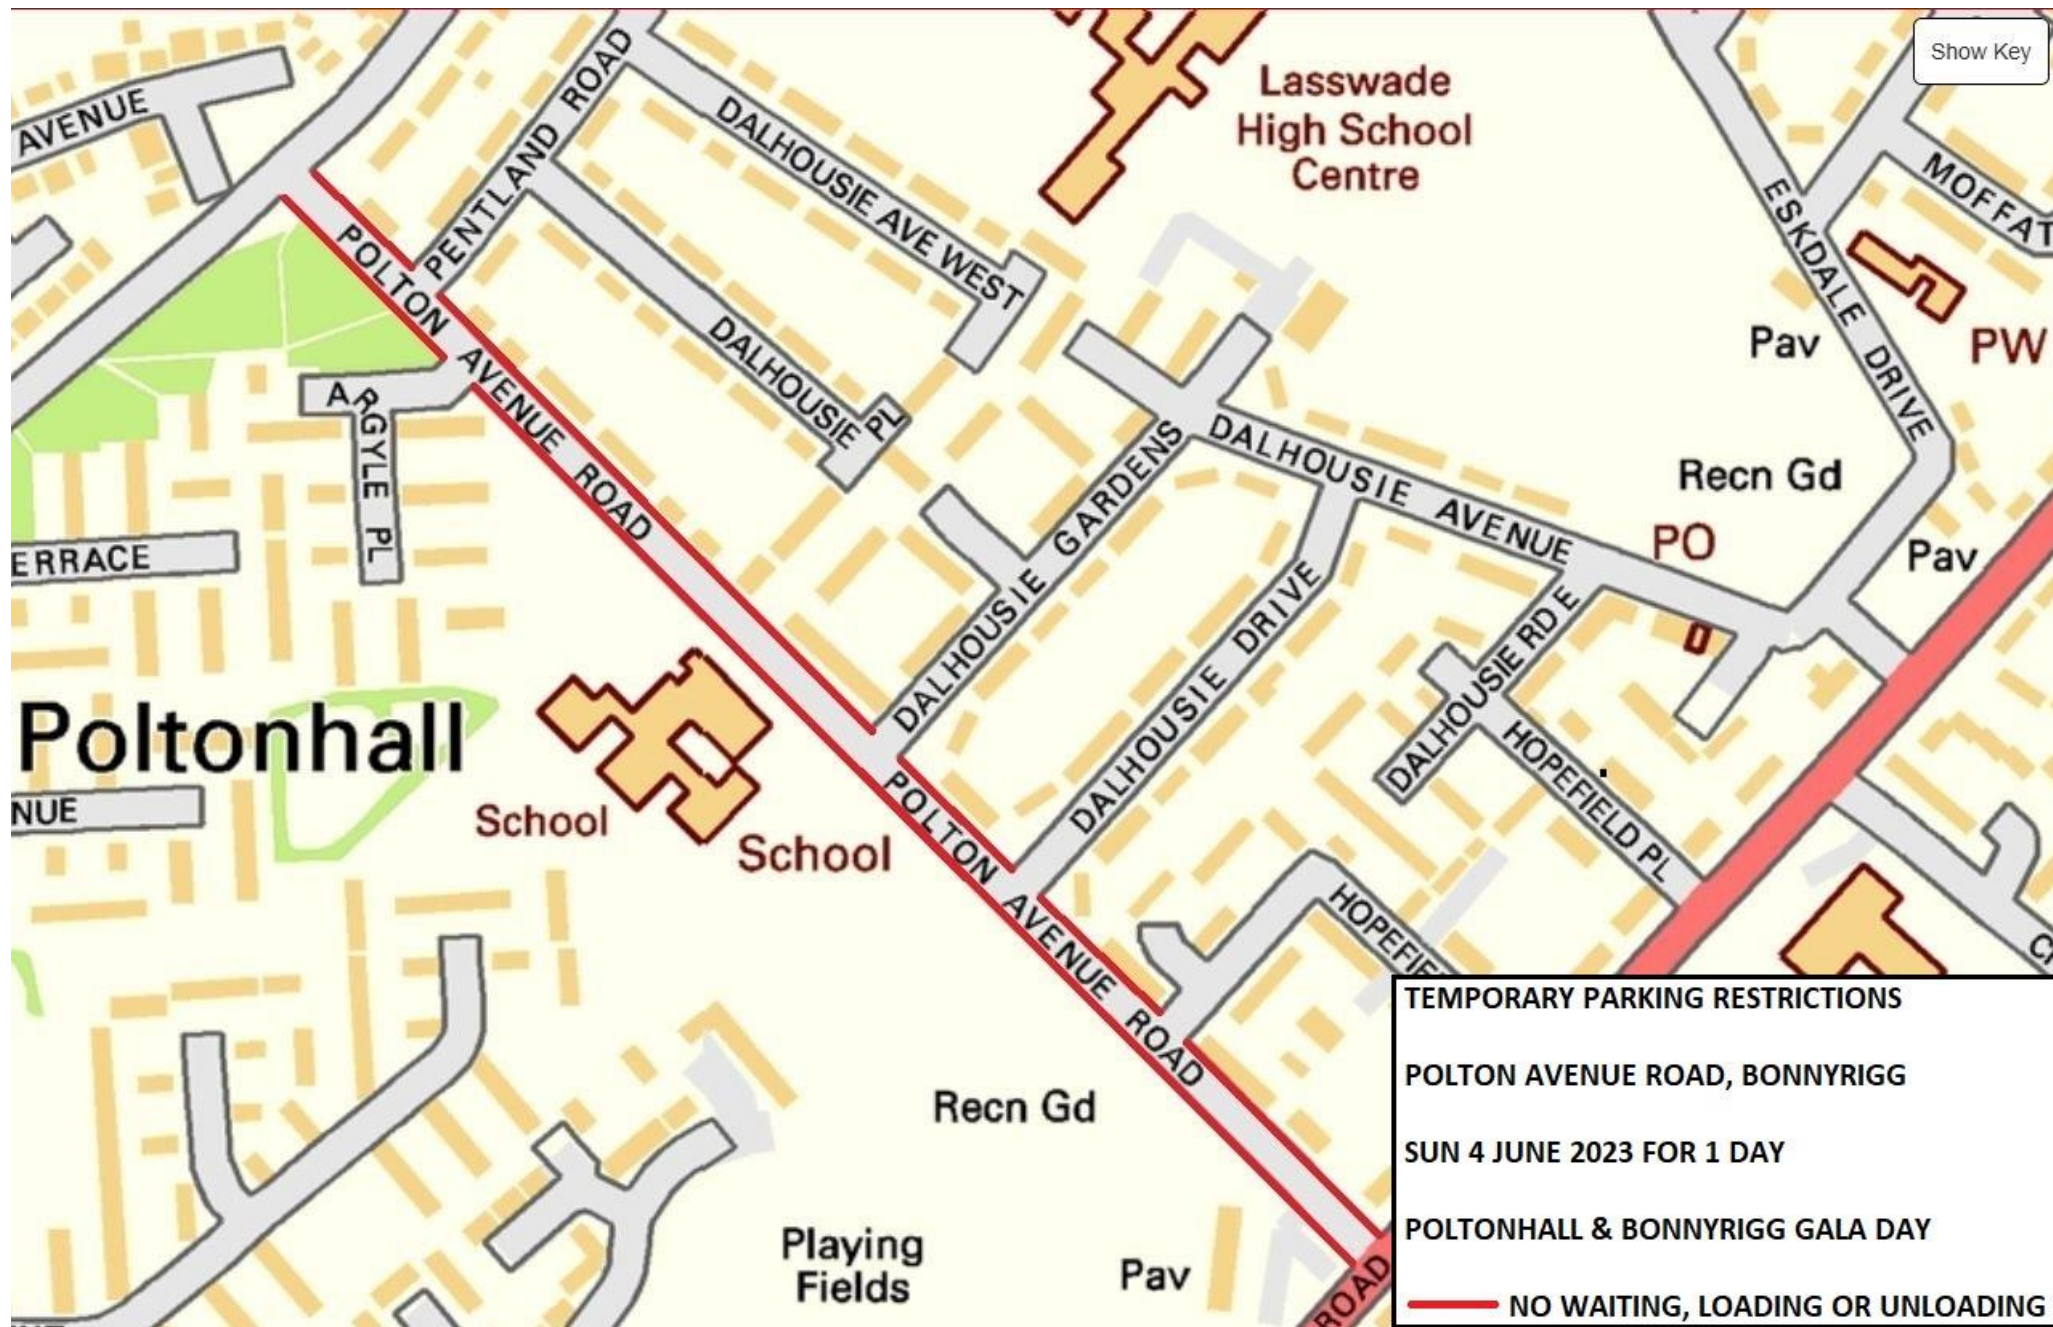 Show Key
AVENUE
PENTLAND ROAD
DALHOUSIE AVE WEST
Lasswade
High School
Centre
MOFFAT
ESKDALE DRIVE
POLTON AVENUE ROAD
DALHOUSIE PL
Pav
PW
ARGYLE PL
DALHOUSIE GARDENS
DALHOUSIE AVENUE
Recn Gd
PO
Pav
ERRACE
DALHOUSIE DRIVE
DALHOUSIE RD E
Poltonhall
HOPEFIELD PL
NUE
School
School
POLTON AVENUE ROAD
HOPEFIE
Recn Gd
Playing
Fields
Pav
ROAD
TEMPORARY PARKING RESTRICTIONS
POLTON AVENUE ROAD, BONNYRIGG
SUN 4 JUNE 2023 FOR 1 DAY
POLTONHALL & BONNYRIGG GALA DAY
NO WAITING, LOADING OR UNLOADING